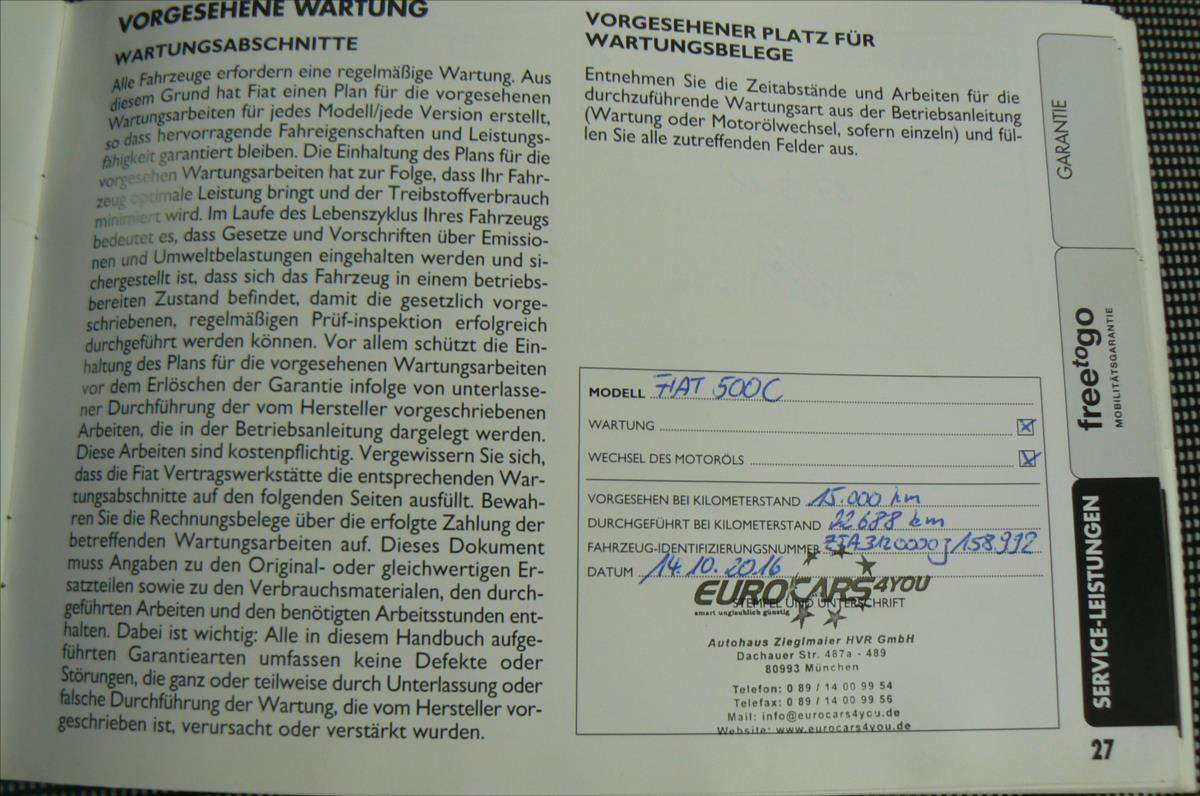 VORGESEHENE WARTUNG
WARTUNGSABSCHNITTE
Alle Fahrzeuge erfordern eine regelmäßige Wartung. Aus
diesem Grund hat Fiat einen Plan für die vorgesehenen
Wartungsarbeiten für jedes Modell/jede Version erstellt,
so dass hervorragende Fahreigenschaften und Leistungs-
fähigkeit garantiert bleiben. Die Einhaltung des Plans für die
vorgesehen Wartungsarbeiten hat zur Folge, dass Ihr Fahr-
zeug optimale Leistung bringt und der Treibstoffverbrauch
minimiert wird. Im Laufe des Lebenszyklus Ihres Fahrzeugs
bedeutet es, dass Gesetze und Vorschriften über Emissio-
nen und Umweltbelastungen eingehalten werden und si-
chergestellt ist, dass sich das Fahrzeug in einem betriebs-
bereiten Zustand befindet, damit die gesetzlich vorge-
schriebenen, regelmäßigen Prüf-inspektion erfolgreich
durchgeführt werden können. Vor allem schützt die Ein-
haltung des Plans für die vorgesehenen Wartungsarbeiten
vor dem Erlöschen der Garantie infolge von unterlasse-
ner Durchführung der vom Hersteller vorgeschriebenen
Arbeiten, die in der Betriebsanleitung dargelegt werden.
Diese Arbeiten sind kostenpflichtig. Vergewissern Sie sich,
dass die Fiat Vertragswerkstätte die entsprechenden War-
tungsabschnitte auf den folgenden Seiten ausfüllt. Bewah-
ren Sie die Rechnungsbelege über die erfolgte Zahlung der
betreffenden Wartungsarbeiten auf. Dieses Dokument
muss Angaben zu den Original- oder gleichwertigen Er-
satzteilen sowie zu den Verbrauchsmaterialen, den durch-
geführten Arbeiten und den benötigten Arbeitsstunden ent-
halten. Dabei ist wichtig: Alle in diesem Handbuch aufge-
führten Garantiearten umfassen keine Defekte oder
Störungen, die ganz oder teilweise durch Unterlassung oder
falsche Durchführung der Wartung, die vom Hersteller vor-
geschrieben ist, verursacht oder verstärkt wurden.
VORGESEHENER PLATZ FÜR
WARTUNGSBELEGE
Entnehmen Sie die Zeitabstände und Arbeiten für die
durchzuführende Wartungsart aus der Betriebsanleitung
(Wartung oder Motorölwechsel, sofern einzeln) und fül-
len Sie alle zutreffenden Felder aus.
MODELL FIAT 500C
WARTUNG
WECHSEL DES MOTORÖLS
VORGESEHEN BEI KILOMETERSTAND 15.000 km
DURCHGEFÜHRT BEI KILOMETERSTAND 22688 km
FAHRZEUG-IDENTIFIZIERUNGSNUMMER ZFA3120000J158992
DATUM 14.10.2016
EUROCARS4YOU
STEMPEL UND UNTERSCHRIFT
smart unglaublich günstig
Autohaus Zieglmaier HVR GmbH
Dachauer Str. 487a - 489
80993 München
Telefon: 0 89 / 14 00 99 54
Telefax: 0 89 / 14 00 99 56
Mail: info@eurocars4you.de
Website: www.eurocars4you.de
GARANTIE
freetogo
MOBILITÄTSGARANTIE
SERVICE-LEISTUNGEN
27